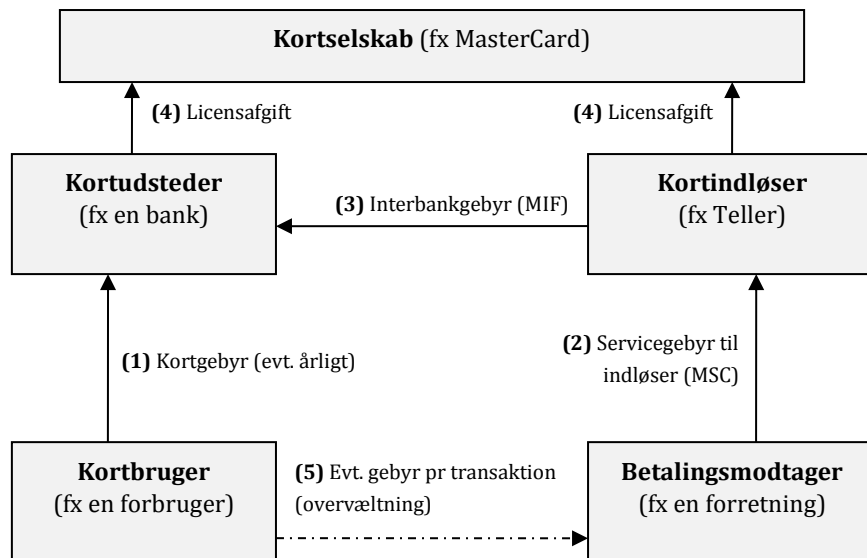 Kortselskab (fx MasterCard)
(4) Licensafgift
(4) Licensafgift
Kortudsteder
(fx en bank)
(3) Interbankgebyr (MIF)
Kortindløser
(fx Teller)
(1) Kortgebyr (evt. årligt)
(2) Servicegebyr til
indløser (MSC)
Kortbruger
(fx en forbruger)
(5) Evt. gebyr pr transaktion
(overvæltning)
Betalingsmodtager
(fx en forretning)